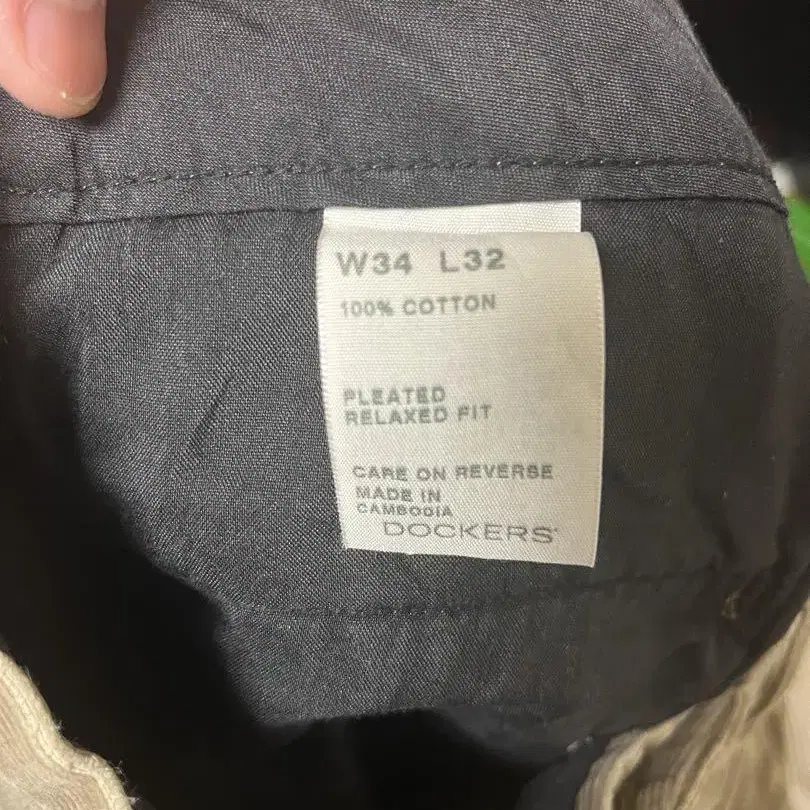 W34 L32
100% COTTON
PLEATED
RELAXED FIT
CARE ON REVERSE
MADE IN
CAMBODIA
DOCKERS